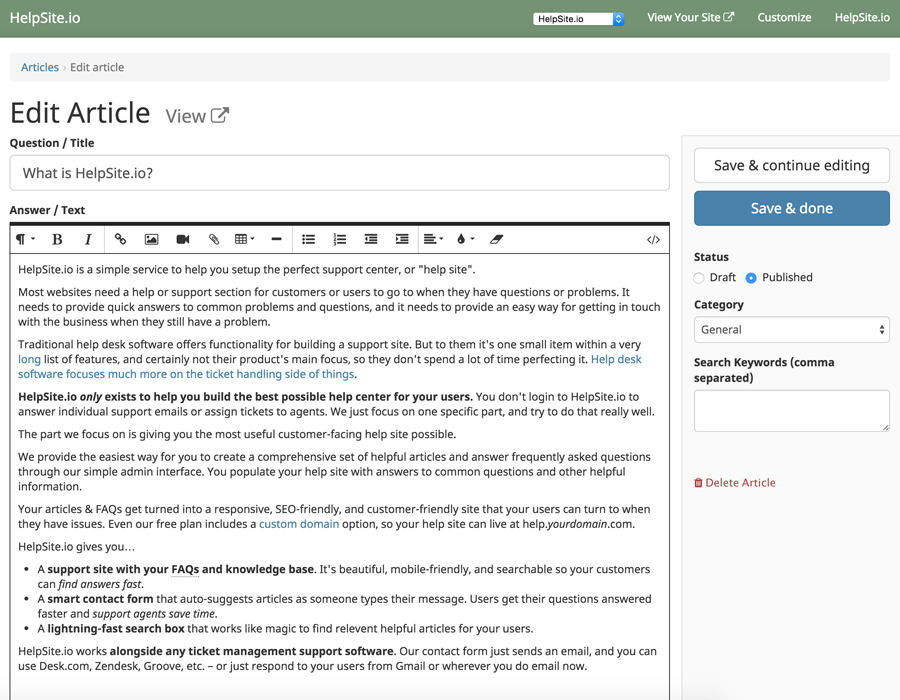 HelpSite.io
HelpSite.io
View Your Site
Customize
HelpSite.io
Articles › Edit article
Edit Article View
Question / Title
What is HelpSite.io?
Answer / Text
¶ B I </>
HelpSite.io is a simple service to help you setup the perfect support center, or "help site".
Most websites need a help or support section for customers or users to go to when they have questions or problems. It
needs to provide quick answers to common problems and questions, and it needs to provide an easy way for getting in touch
with the business when they still have a problem.
Traditional help desk software offers functionality for building a support site. But to them it's one small item within a very
long list of features, and certainly not their product's main focus, so they don't spend a lot of time perfecting it. Help desk
software focuses much more on the ticket handling side of things.
HelpSite.io only exists to help you build the best possible help center for your users. You don't login to HelpSite.io to
answer individual support emails or assign tickets to agents. We just focus on one specific part, and try to do that really well.
The part we focus on is giving you the most useful customer-facing help site possible.
We provide the easiest way for you to create a comprehensive set of helpful articles and answer frequently asked questions
through our simple admin interface. You populate your help site with answers to common questions and other helpful
information.
Your articles & FAQs get turned into a responsive, SEO-friendly, and customer-friendly site that your users can turn to when
they have issues. Even our free plan includes a custom domain option, so your help site can live at help.yourdomain.com.
HelpSite.io gives you…
• A support site with your FAQs and knowledge base. It's beautiful, mobile-friendly, and searchable so your customers
can find answers fast.
• A smart contact form that auto-suggests articles as someone types their message. Users get their questions answered
faster and support agents save time.
• A lightning-fast search box that works like magic to find relevent helpful articles for your users.
HelpSite.io works alongside any ticket management support software. Our contact form just sends an email, and you can
use Desk.com, Zendesk, Groove, etc. – or just respond to your users from Gmail or wherever you do email now.
Save & continue editing
Save & done
Status
Draft Published
Category
General
Search Keywords (comma
separated)
Delete Article